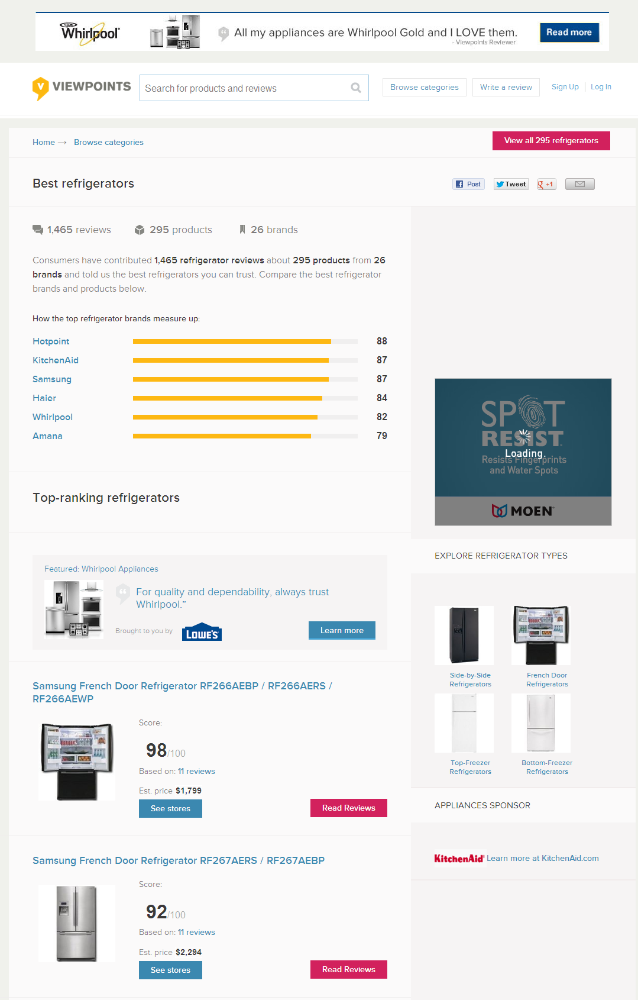 Whirlpool
All my appliances are Whirlpool Gold and I LOVE them.
- Viewpoints Reviewer
Read more
VIEWPOINTS
Search for products and reviews
Browse categories
Write a review
Sign Up
Log In
Home → Browse categories
View all 295 refrigerators
Best refrigerators
Post
Tweet
g +1
1,465 reviews
295 products
26 brands
Consumers have contributed 1,465 refrigerator reviews about 295 products from 26
brands and told us the best refrigerators you can trust. Compare the best refrigerator
brands and products below.
How the top refrigerator brands measure up:
Hotpoint 88
KitchenAid 87
Samsung 87
Haier 84
Whirlpool 82
Amana 79
SPOT
RESIST
Loading.
Resists Fingerprints
and Water Spots
MOEN
Top-ranking refrigerators
Featured: Whirlpool Appliances
For quality and dependability, always trust
Whirlpool.”
Brought to you by
LOWE'S
Learn more
EXPLORE REFRIGERATOR TYPES
Side-by-Side
Refrigerators
French Door
Refrigerators
Top-Freezer
Refrigerators
Bottom-Freezer
Refrigerators
APPLIANCES SPONSOR
KitchenAid Learn more at KitchenAid.com
Samsung French Door Refrigerator RF266AEBP / RF266AERS /
RF266AEWP
Score:
98/100
Based on: 11 reviews
Est. price $1,799
See stores
Read Reviews
Samsung French Door Refrigerator RF267AERS / RF267AEBP
Score:
92/100
Based on: 11 reviews
Est. price $2,294
See stores
Read Reviews